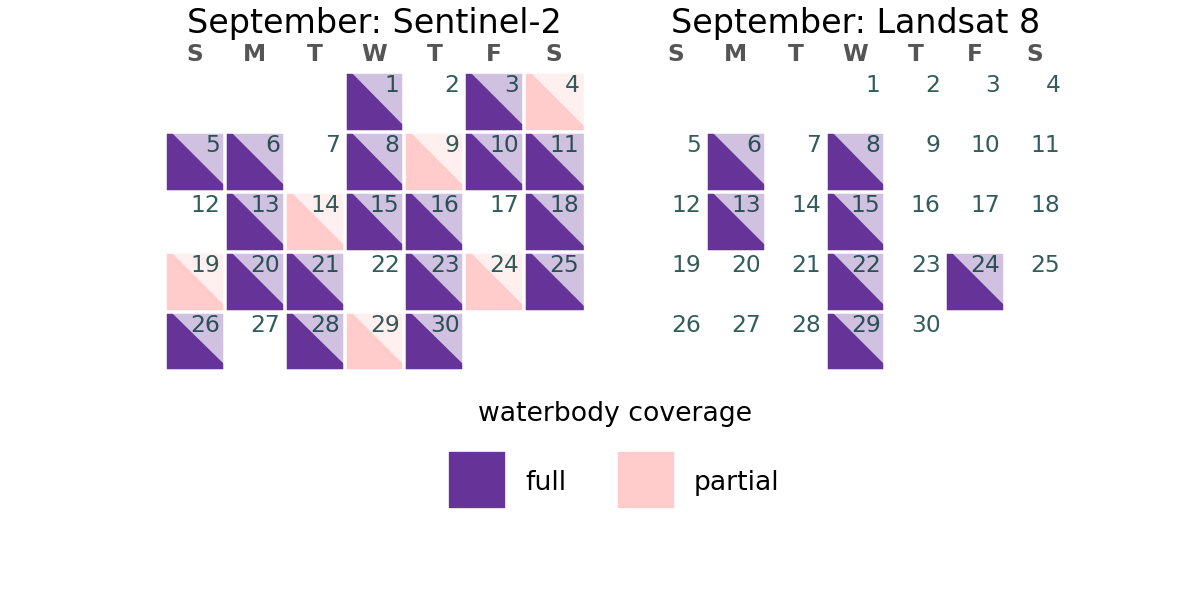 September: Sentinel-2
S M T W T F S
1 2 3 4
5 6 7 8 9 10 11
12 13 14 15 16 17 18
19 20 21 22 23 24 25
26 27 28 29 30
September: Landsat 8
S M T W T F S
1 2 3 4
5 6 7 8 9 10 11
12 13 14 15 16 17 18
19 20 21 22 23 24 25
26 27 28 29 30
waterbody coverage
full
partial